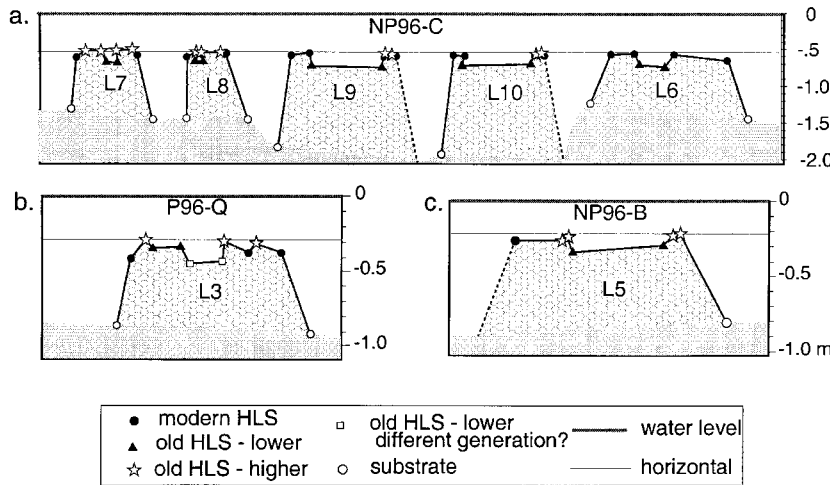 a.
NP96-C
0
-.5
-1.0
-1.5
-2.0
L7
L8
L9
L10
L6
b.
P96-Q
0
-0.5
-1.0 m
L3
c.
NP96-B
0
-0.5
-1.0 m
L5
modern HLS
old HLS - lower
old HLS - higher
old HLS - lower
different generation?
substrate
water level
horizontal